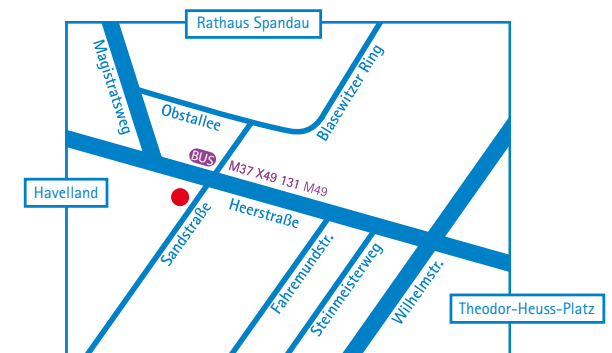 Rathaus Spandau
Magistratsweg
Obstallee
Blasewitzer Ring
BUS
M37 X49 131 M49
Havelland
Sandstraße
Heerstraße
Fahremundstr.
Steinmeisterweg
Wilhelmstr.
Theodor-Heuss-Platz